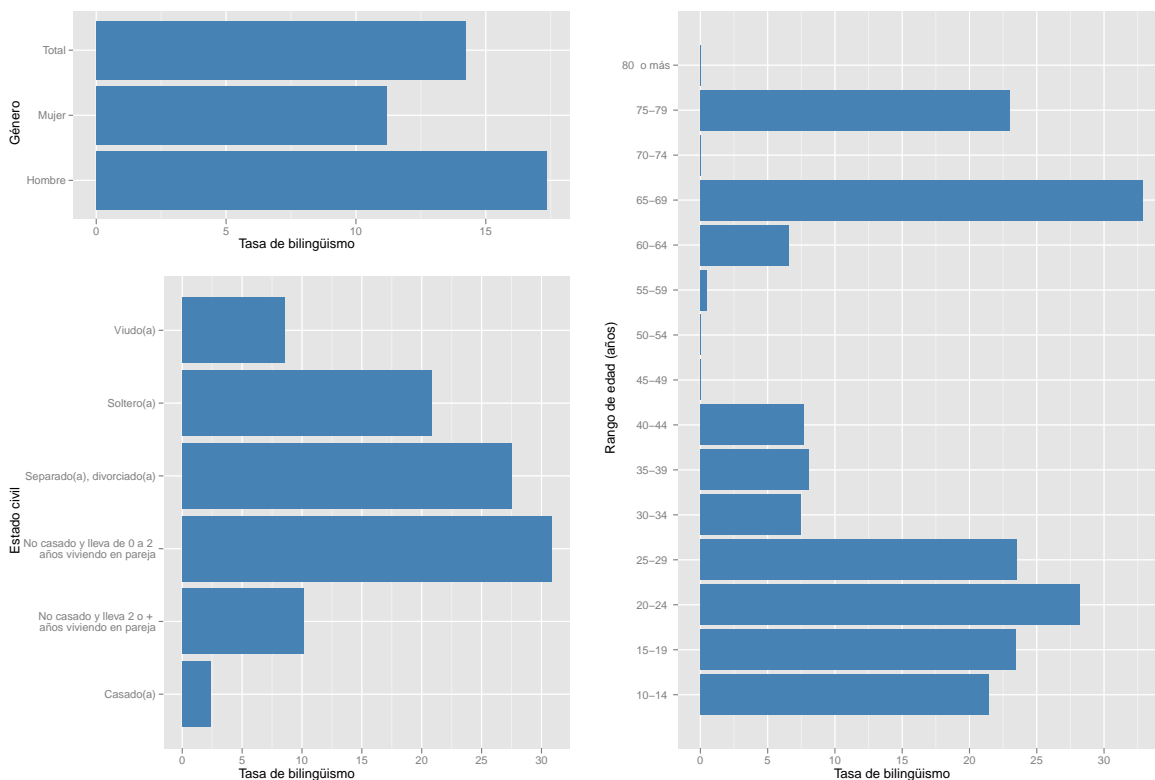 Género
Total
Mujer
Hombre
0 5 10 15
Tasa de bilingüismo
Estado civil
Viudo(a)
Soltero(a)
Separado(a), divorciado(a)
No casado y lleva de 0 a 2
años viviendo en pareja
No casado y lleva 2 o +
años viviendo en pareja
Casado(a)
0 5 10 15 20 25 30
Tasa de bilingüismo
Rango de edad (años)
80 o más
75−79
70−74
65−69
60−64
55−59
50−54
45−49
40−44
35−39
30−34
25−29
20−24
15−19
10−14
0 5 10 15 20 25 30
Tasa de bilingüismo